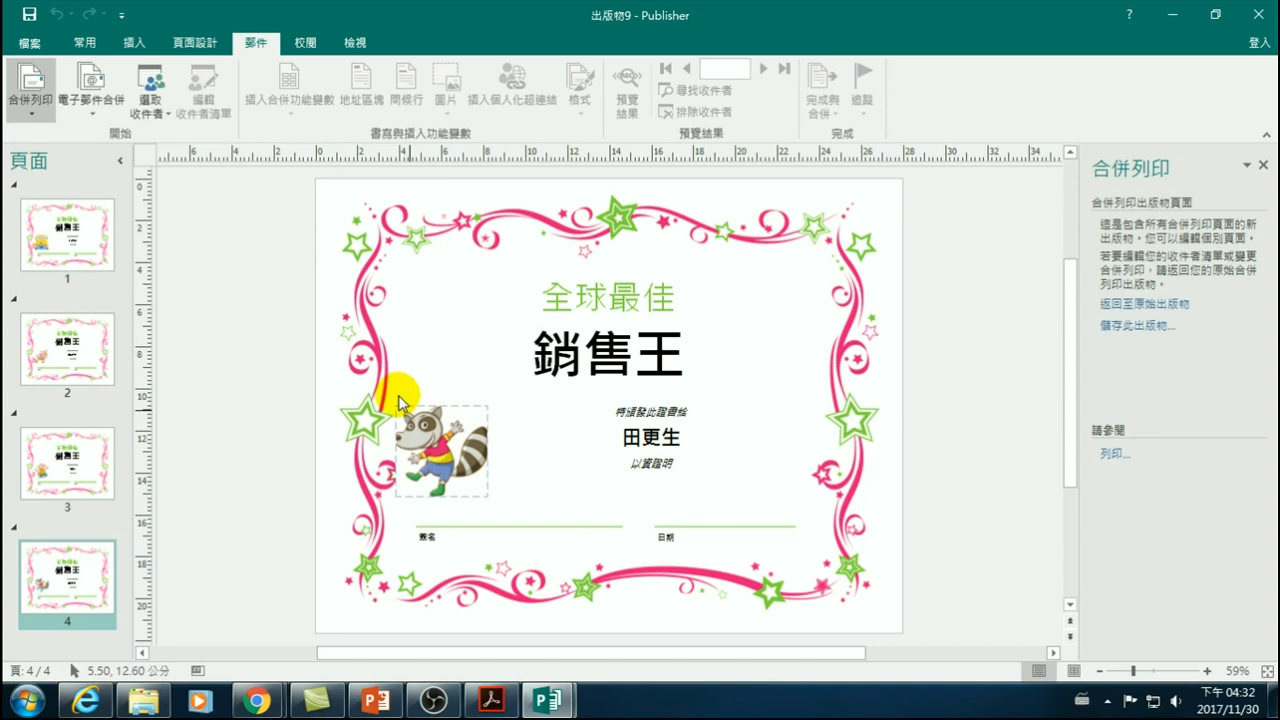 出版物9 - Publisher
?
檔案 常用 插入 頁面設計 郵件 校閱 檢視 登入
合併列印 電子郵件合併 選取收件者 編輯收件者清單 插入合併功能變數 地址區塊 問候行 圖片 插入個人化超連結 格式 預覽結果 尋找收件者 排除收件者 完成與合併 追蹤
開始 書寫與插入功能變數 預覽結果 完成
頁面
1
2
3
4
全球最佳
銷售王
特頒發此證書給
田更生
以資證明
簽名 日期
合併列印
合併列印出版物頁面
這是包含所有合併列印頁面的新
出版物。您可以編輯個別頁面。
若要編輯您的收件者清單或變更
合併列印，請返回您的原始合併
列印出版物。
返回至原始出版物
儲存此出版物...
請參閱
列印...
頁: 4 / 4 5.50, 12.60 公分 59%
下午 04:32
2017/11/30